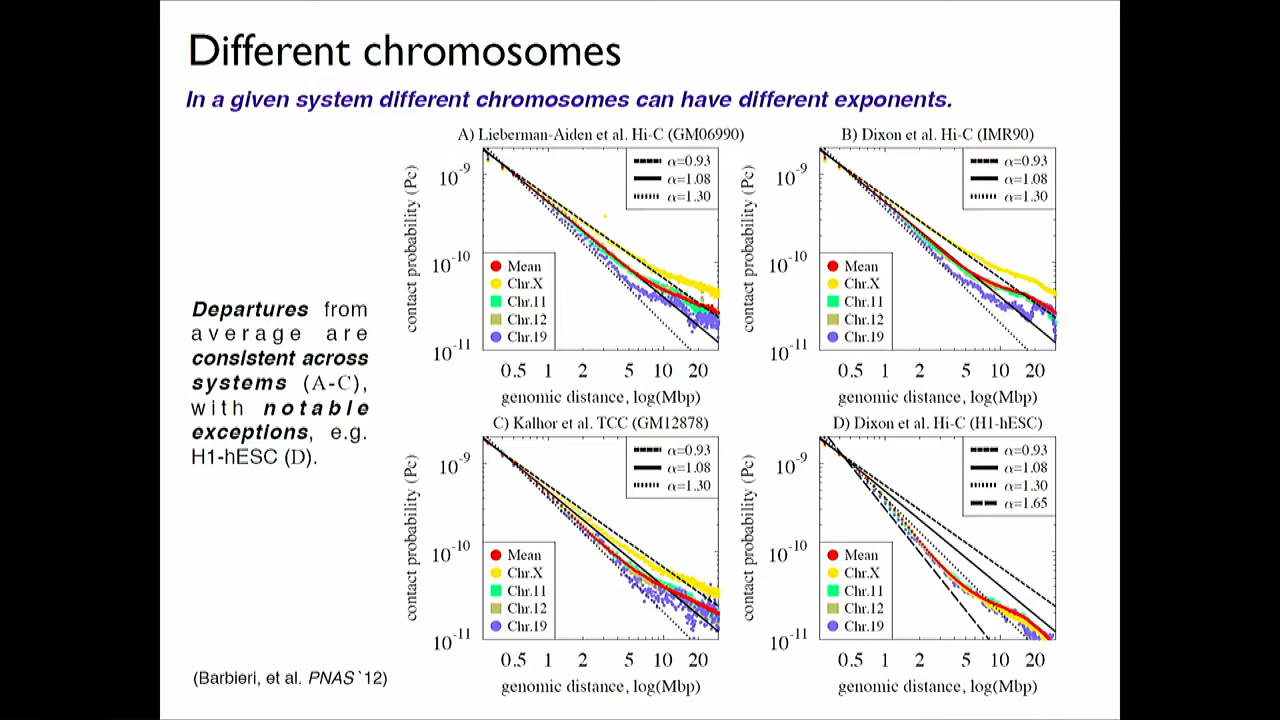 Different chromosomes
In a given system different chromosomes can have different exponents.
Departures from
average are
consistent across
systems (A-C),
with notable
exceptions, e.g.
H1-hESC (D).
(Barbieri, et al. PNAS `12)
A) Lieberman-Aiden et al. Hi-C (GM06990)
contact probability (Pc)
10⁻⁹
10⁻¹⁰
10⁻¹¹
α=0.93
α=1.08
α=1.30
Mean
Chr.X
Chr.11
Chr.12
Chr.19
0.5 1 2 5 10 20
genomic distance, log(Mbp)
B) Dixon et al. Hi-C (IMR90)
contact probability (Pc)
10⁻⁹
10⁻¹⁰
10⁻¹¹
α=0.93
α=1.08
α=1.30
Mean
Chr.X
Chr.11
Chr.12
Chr.19
0.5 1 2 5 10 20
genomic distance, log(Mbp)
C) Kalhor et al. TCC (GM12878)
contact probability (Pc)
10⁻⁹
10⁻¹⁰
10⁻¹¹
α=0.93
α=1.08
α=1.30
Mean
Chr.X
Chr.11
Chr.12
Chr.19
0.5 1 2 5 10 20
genomic distance, log(Mbp)
D) Dixon et al. Hi-C (H1-hESC)
contact probability (Pc)
10⁻⁹
10⁻¹⁰
10⁻¹¹
α=0.93
α=1.08
α=1.30
α=1.65
Mean
Chr.X
Chr.11
Chr.12
Chr.19
0.5 1 2 5 10 20
genomic distance, log(Mbp)